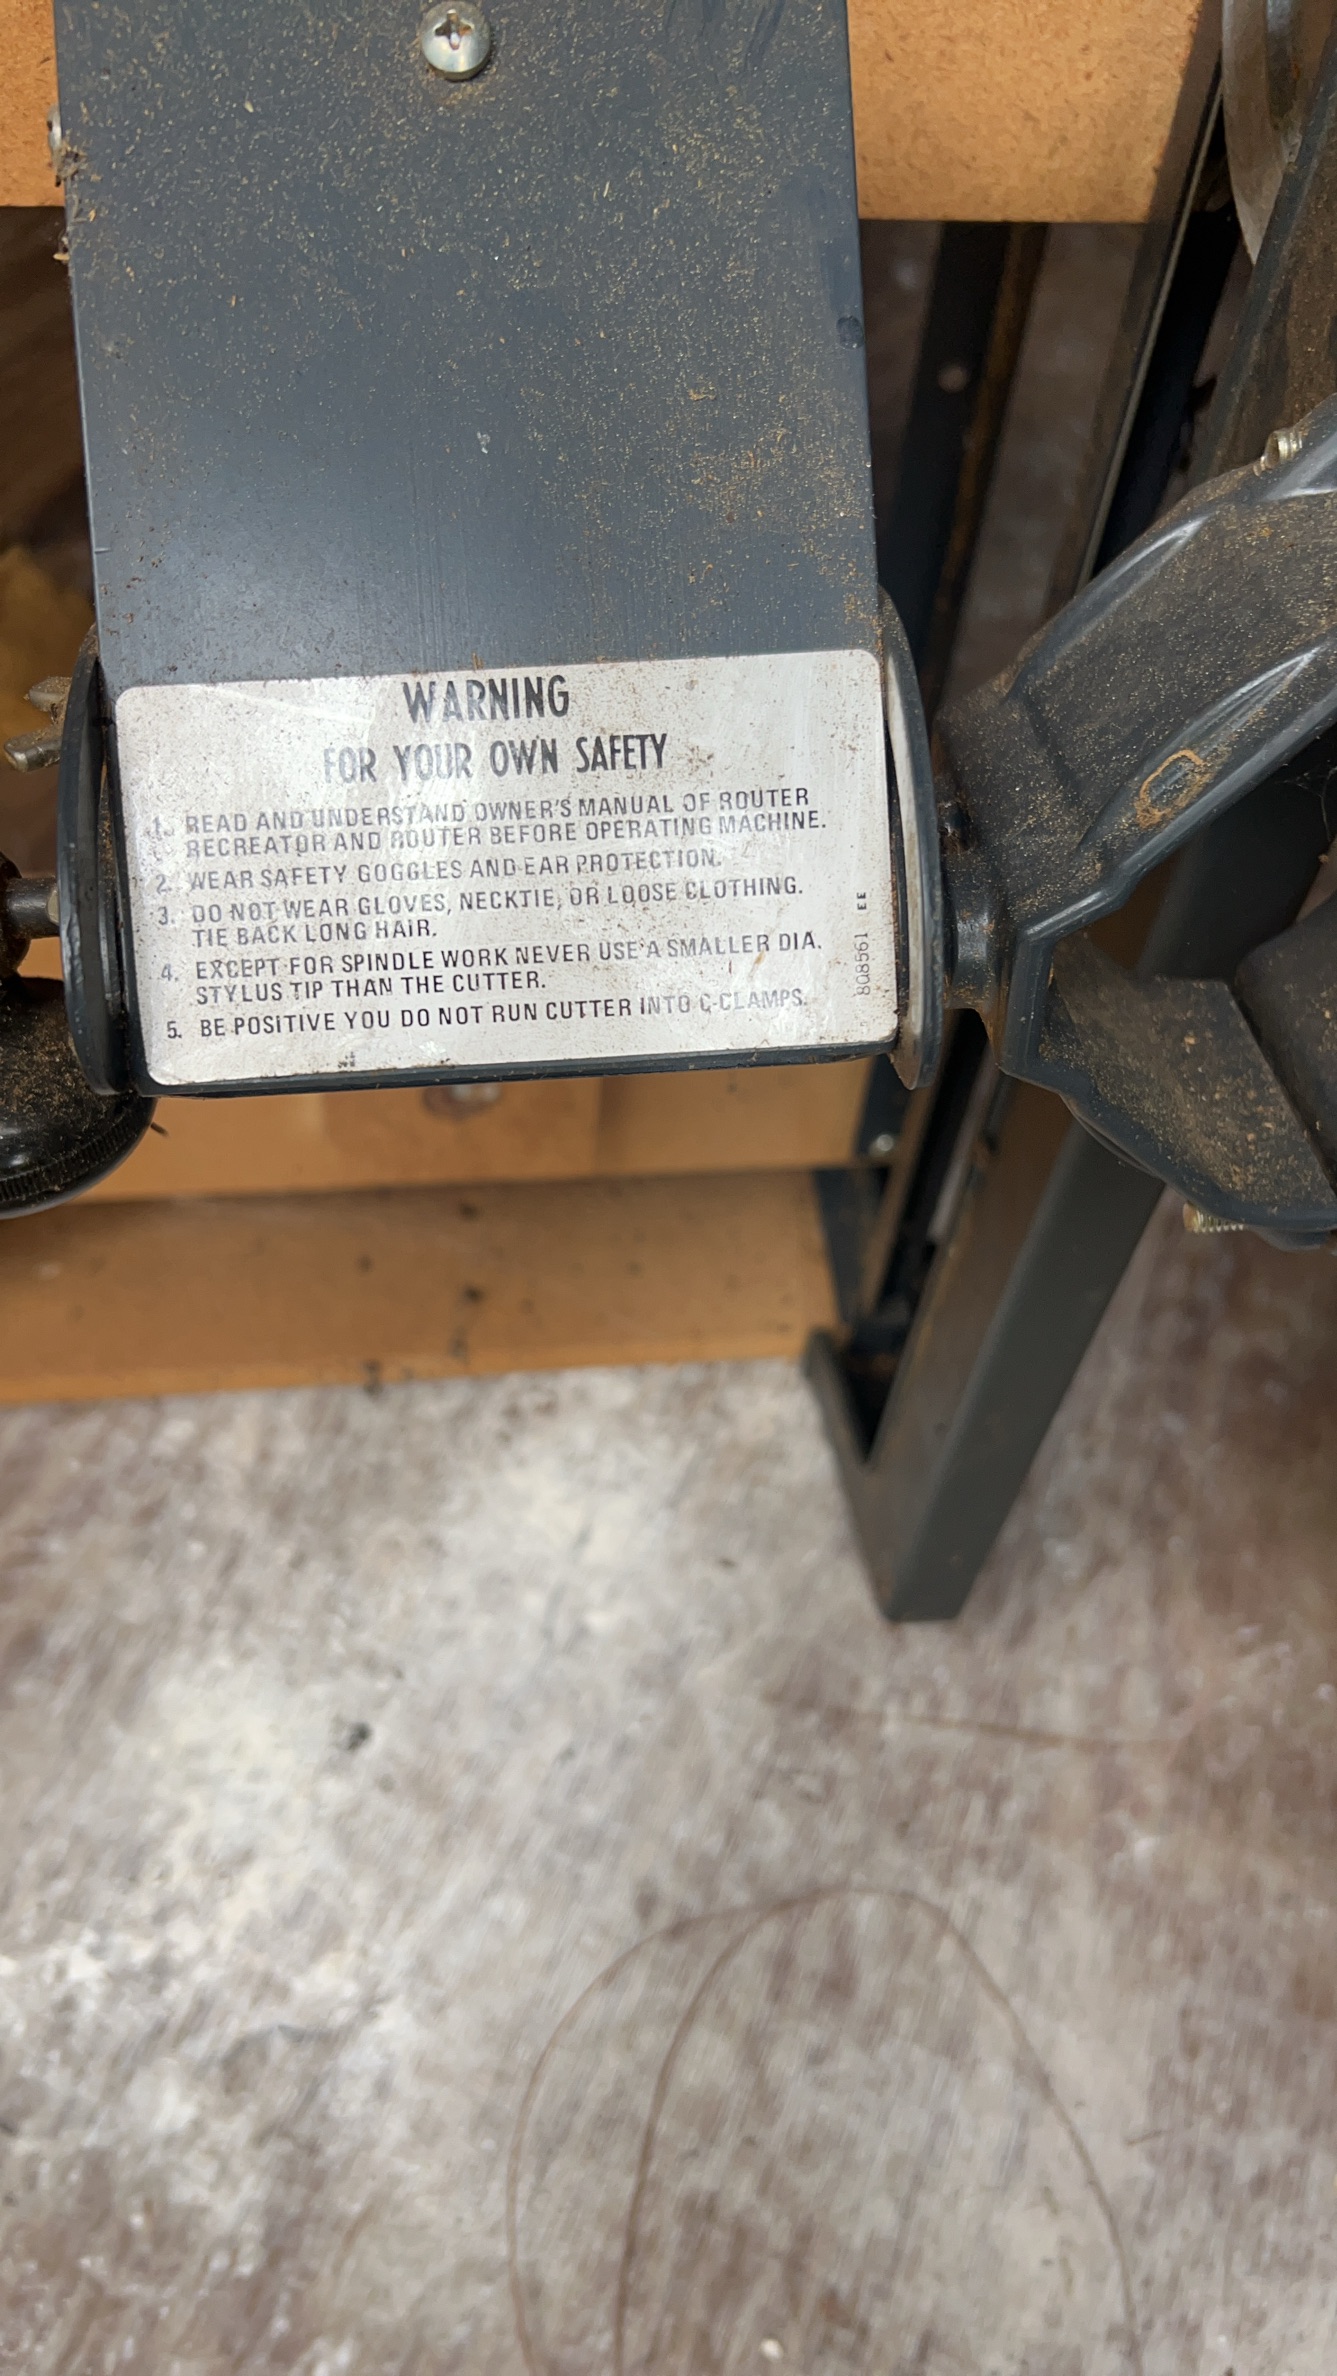 WARNING
FOR YOUR OWN SAFETY
1. READ AND UNDERSTAND OWNER'S MANUAL OF ROUTER
RECREATOR AND ROUTER BEFORE OPERATING MACHINE.
2. WEAR SAFETY GOGGLES AND EAR PROTECTION.
3. DO NOT WEAR GLOVES, NECKTIE, OR LOOSE CLOTHING.
TIE BACK LONG HAIR.
4. EXCEPT FOR SPINDLE WORK NEVER USE A SMALLER DIA.
STYLUS TIP THAN THE CUTTER.
5. BE POSITIVE YOU DO NOT RUN CUTTER INTO C-CLAMPS.
808561 EE